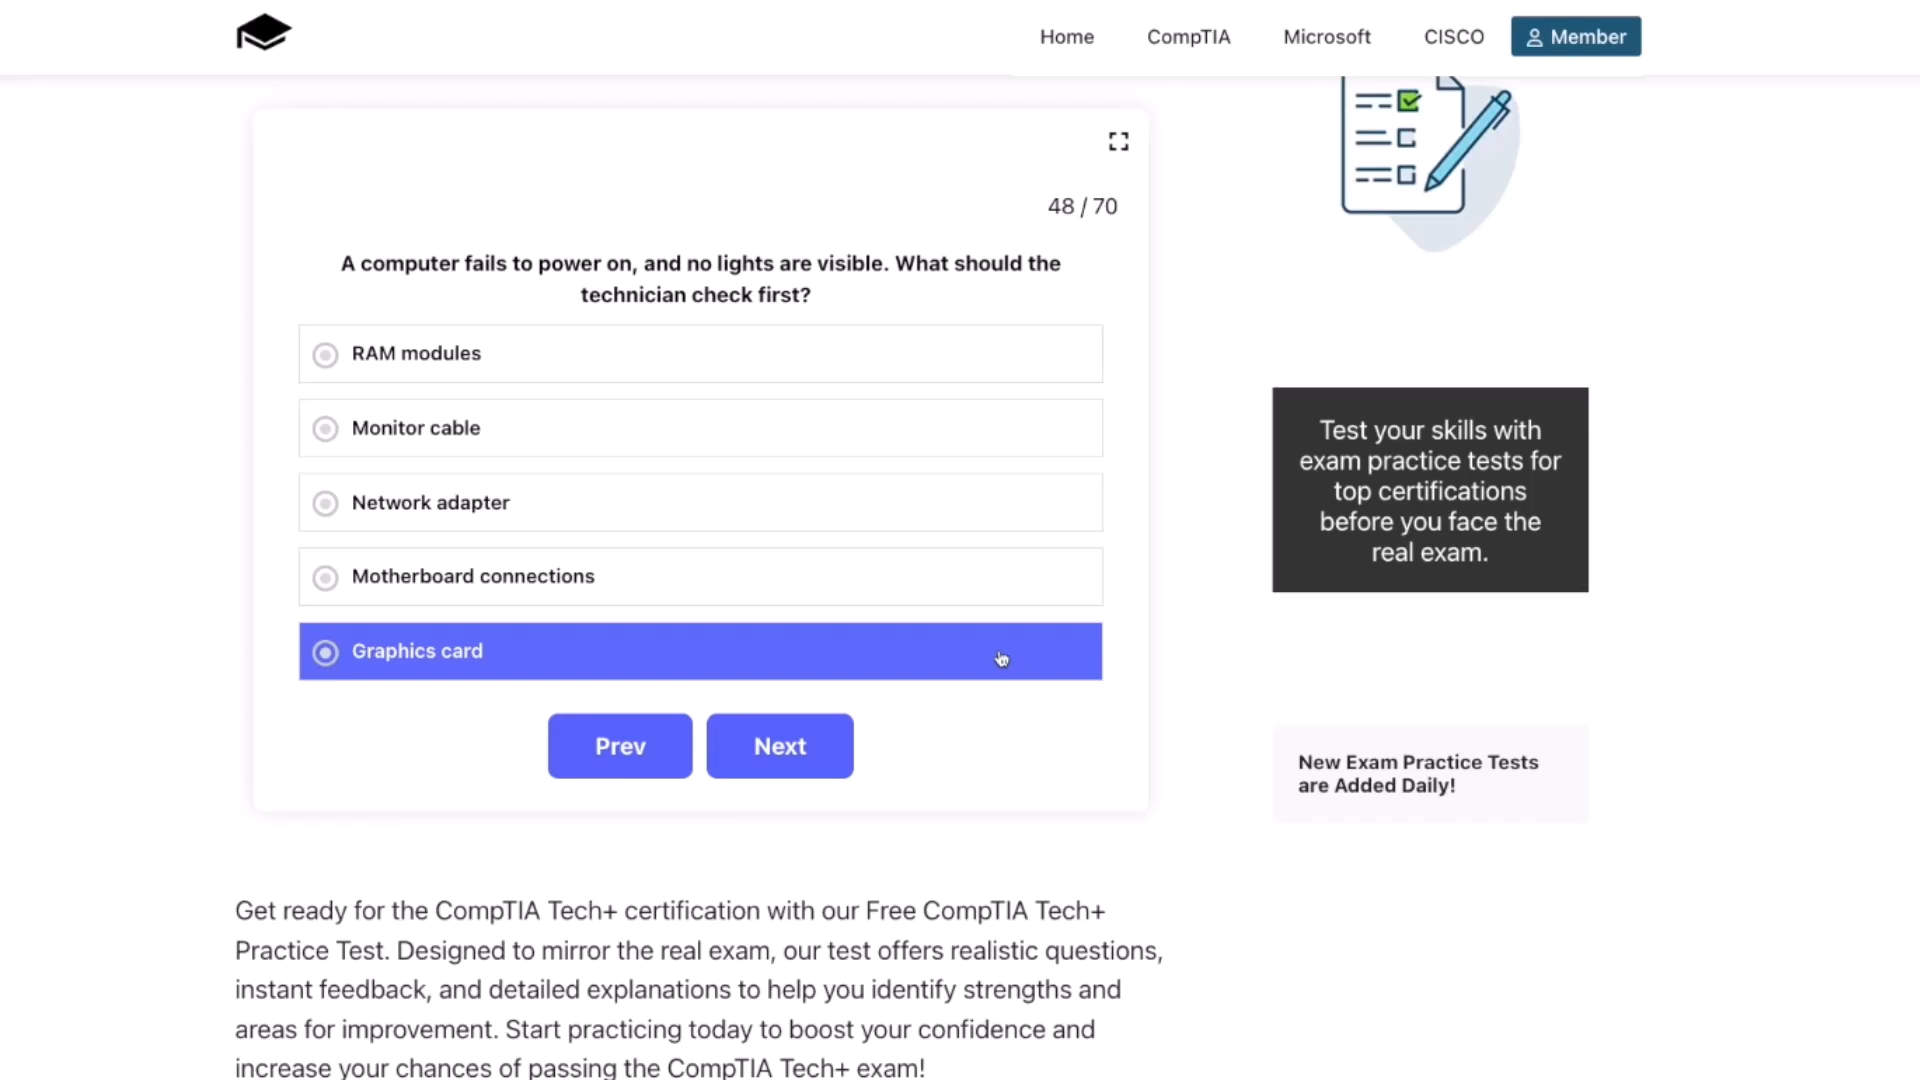 Home
CompTIA
Microsoft
CISCO
Member
48 / 70
A computer fails to power on, and no lights are visible. What should the
technician check first?
RAM modules
Monitor cable
Network adapter
Motherboard connections
Graphics card
Prev
Next
Test your skills with
exam practice tests for
top certifications
before you face the
real exam.
New Exam Practice Tests
are Added Daily!
Get ready for the CompTIA Tech+ certification with our Free CompTIA Tech+
Practice Test. Designed to mirror the real exam, our test offers realistic questions,
instant feedback, and detailed explanations to help you identify strengths and
areas for improvement. Start practicing today to boost your confidence and
increase your chances of passing the CompTIA Tech+ exam!